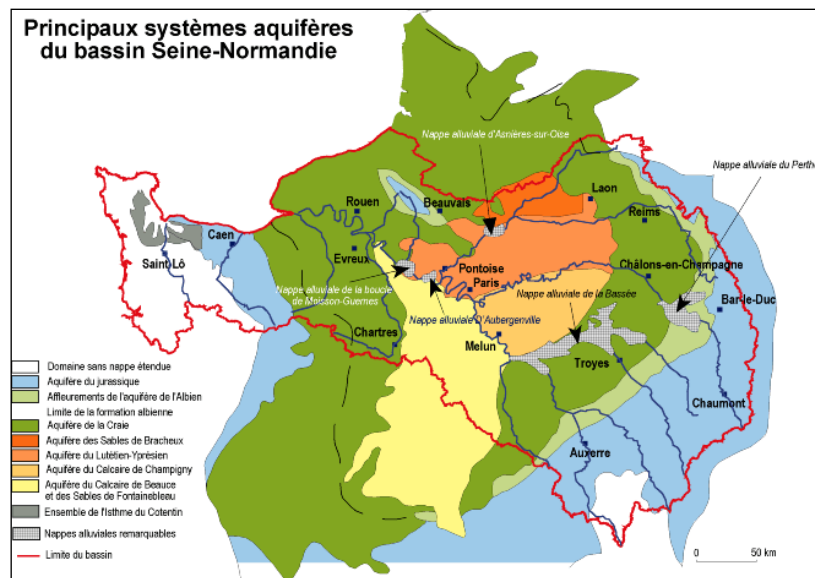 Principaux systèmes aquifères
du bassin Seine-Normandie
Nappe alluviale d'Asnières-sur-Oise
Nappe alluviale du Pertho
Laon
Rouen
Beauvais
Reims
Caen
Evreux
Saint-Lô
Pontoise
Châlons-en-Champagne
Paris
Nappe alluviale de la boucle
de Moisson-Guernes
Nappe alluviale de la Bassée
Bar-le-Duc
Nappe alluviale D'Aubergenville
Chartres
Melun
Troyes
Chaumont
Auxerre
Domaine sans nappe étendue
Aquifère du jurassique
Affleurements de l'aquifère de l'Albien
Limite de la formation albienne
Aquifère de la Craie
Aquifère des Sables de Bracheux
Aquifère du Lutétien-Yprésien
Aquifère du Calcaire de Champigny
Aquifère du Calcaire de Beauce
et des Sables de Fontainebleau
Ensemble de l'Isthme du Cotentin
Nappes alluviales remarquables
Limite du bassin
0 50 km